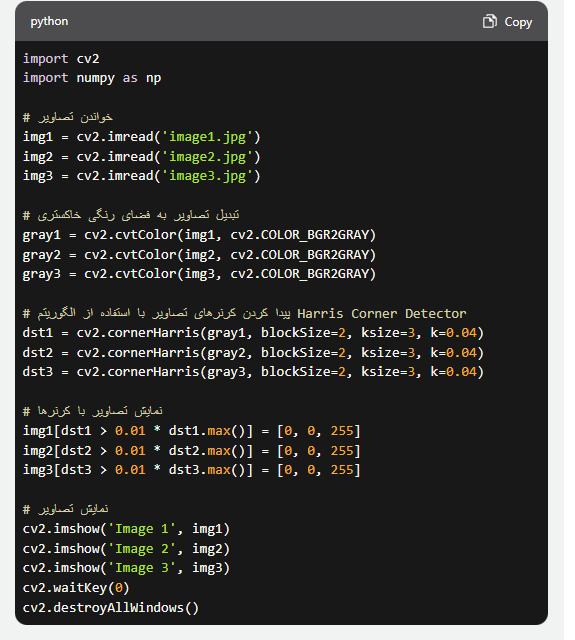 python
Copy
import cv2
import numpy as np
# خواندن تصاویر
img1 = cv2.imread('image1.jpg')
img2 = cv2.imread('image2.jpg')
img3 = cv2.imread('image3.jpg')
# تبدیل تصاویر به فضای رنگی خاکستری
gray1 = cv2.cvtColor(img1, cv2.COLOR_BGR2GRAY)
gray2 = cv2.cvtColor(img2, cv2.COLOR_BGR2GRAY)
gray3 = cv2.cvtColor(img3, cv2.COLOR_BGR2GRAY)
# پیدا کردن کرنرهای تصاویر با استفاده از الگوریتم Harris Corner Detector
dst1 = cv2.cornerHarris(gray1, blockSize=2, ksize=3, k=0.04)
dst2 = cv2.cornerHarris(gray2, blockSize=2, ksize=3, k=0.04)
dst3 = cv2.cornerHarris(gray3, blockSize=2, ksize=3, k=0.04)
# نمایش تصاویر با کرنرها
img1[dst1 > 0.01 * dst1.max()] = [0, 0, 255]
img2[dst2 > 0.01 * dst2.max()] = [0, 0, 255]
img3[dst3 > 0.01 * dst3.max()] = [0, 0, 255]
# نمایش تصاویر
cv2.imshow('Image 1', img1)
cv2.imshow('Image 2', img2)
cv2.imshow('Image 3', img3)
cv2.waitKey(0)
cv2.destroyAllWindows()